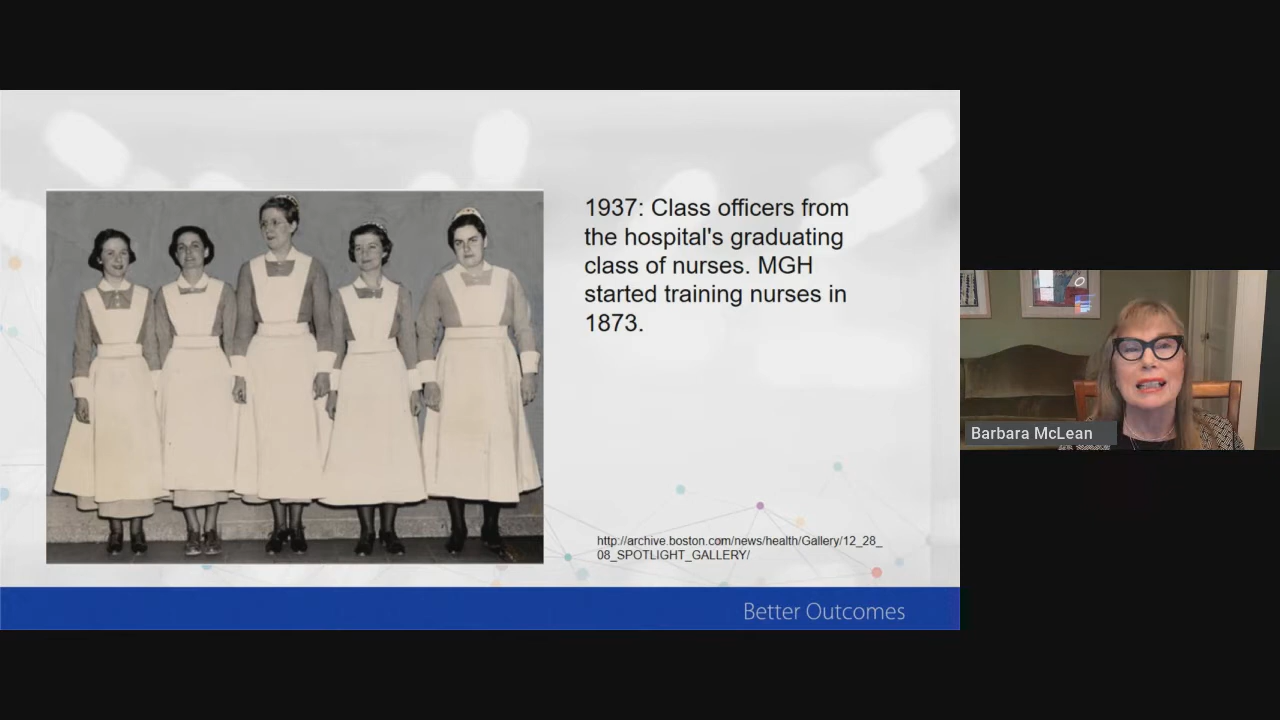 1937: Class officers from
the hospital's graduating
class of nurses. MGH
started training nurses in
1873.
http://archive.boston.com/news/health/Gallery/12_28_
08_SPOTLIGHT_GALLERY/
Better Outcomes
Barbara McLean